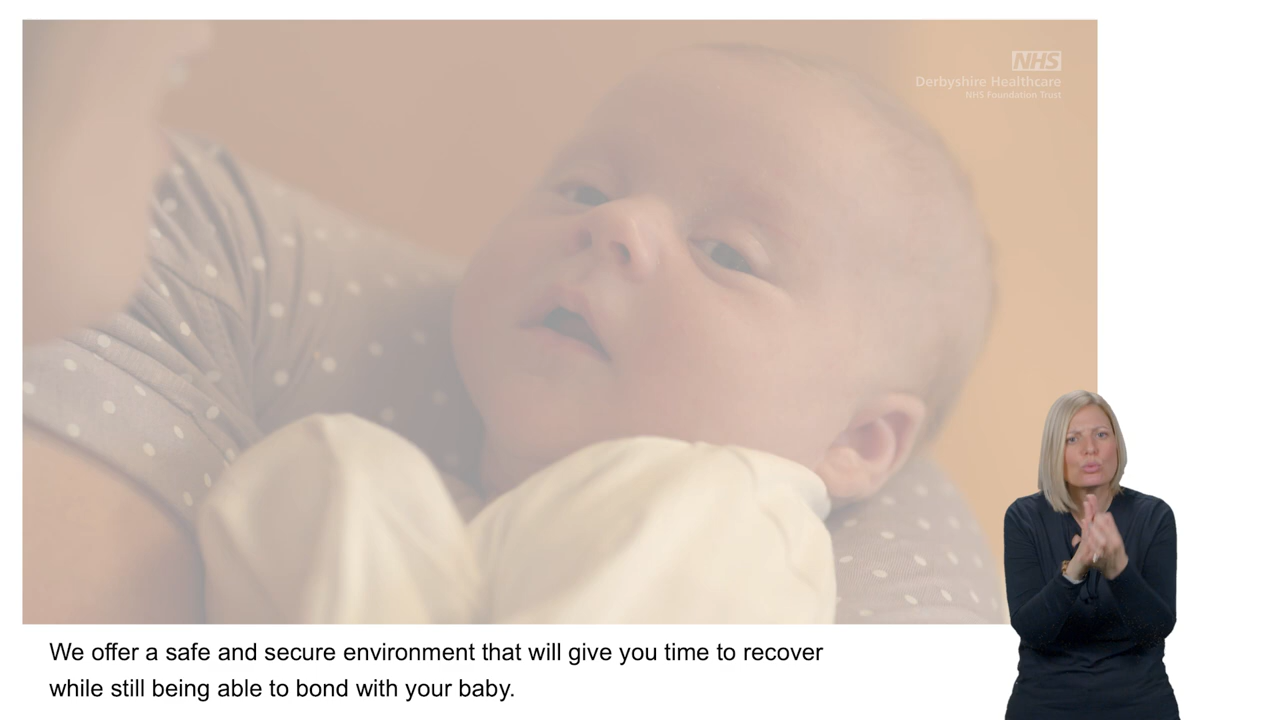 NHS
Derbyshire Healthcare
NHS Foundation Trust
We offer a safe and secure environment that will give you time to recover
while still being able to bond with your baby.